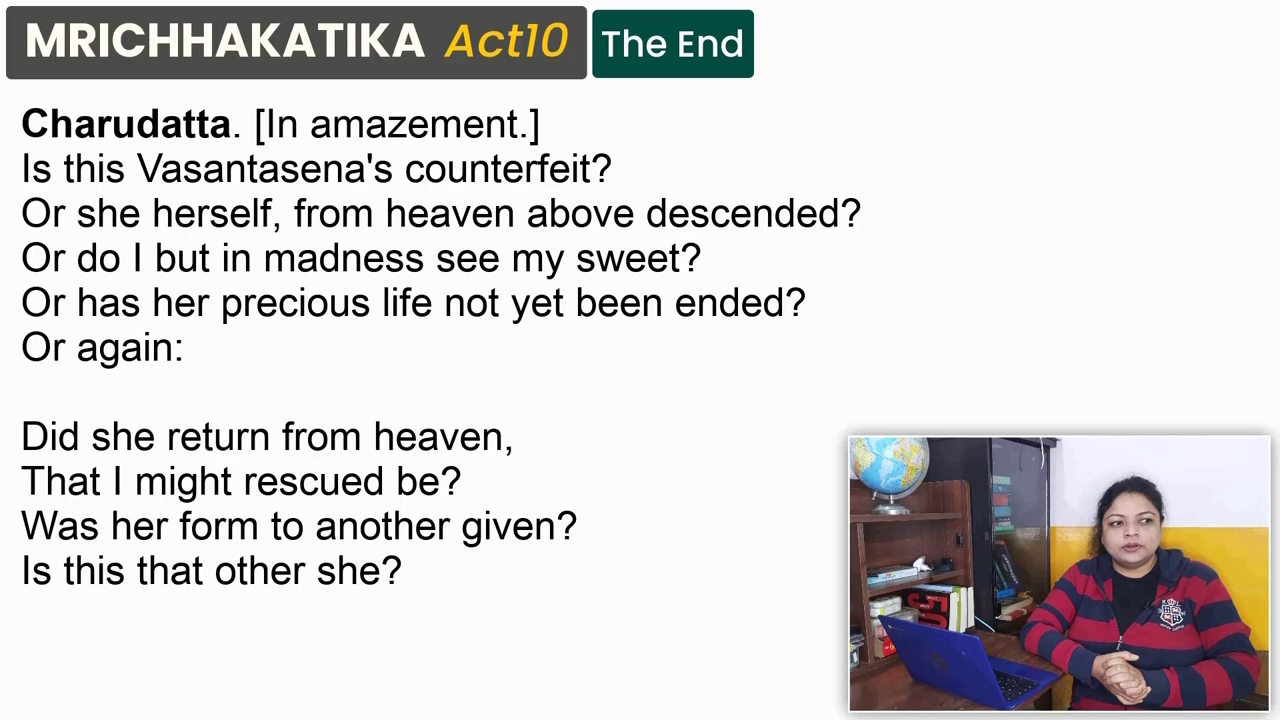 MRICHHAKATIKA Act10 The End
Charudatta. [In amazement.]
Is this Vasantasena's counterfeit?
Or she herself, from heaven above descended?
Or do I but in madness see my sweet?
Or has her precious life not yet been ended?
Or again:
Did she return from heaven,
That I might rescued be?
Was her form to another given?
Is this that other she?